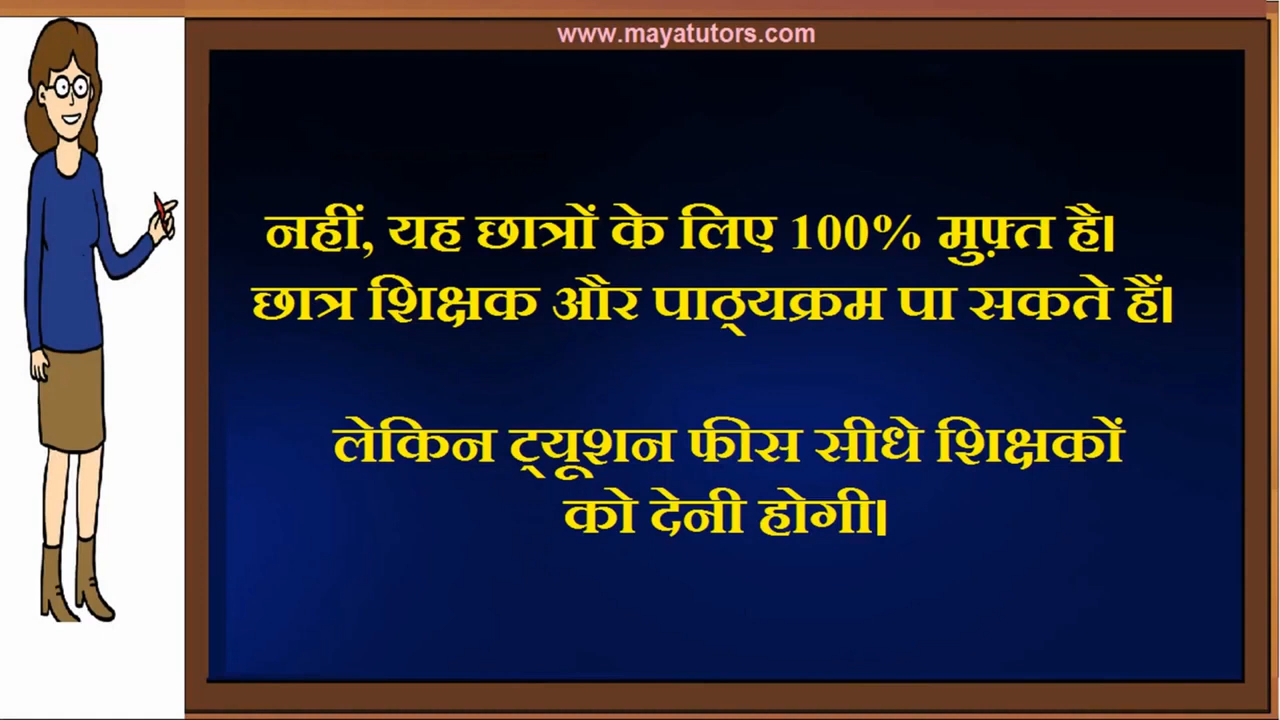 www.mayatutors.com
नहीं, यह छात्रों के लिए 100% मुफ़्त है।
छात्र शिक्षक और पाठ्यक्रम पा सकते हैं।
लेकिन ट्यूशन फीस सीधे शिक्षकों
को देनी होगी।